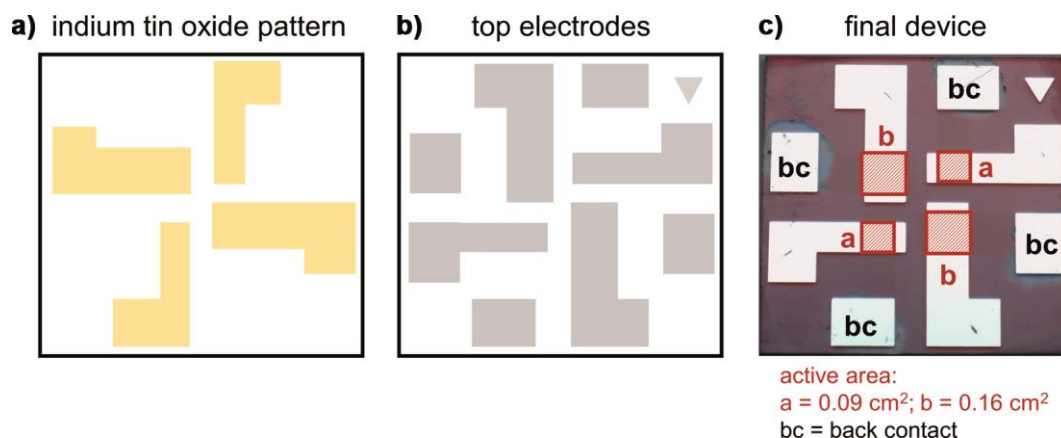 a) indium tin oxide pattern
b) top electrodes
c) final device
bc
b
bc
a
a
bc
b
bc
active area:
a = 0.09 cm²; b = 0.16 cm²
bc = back contact